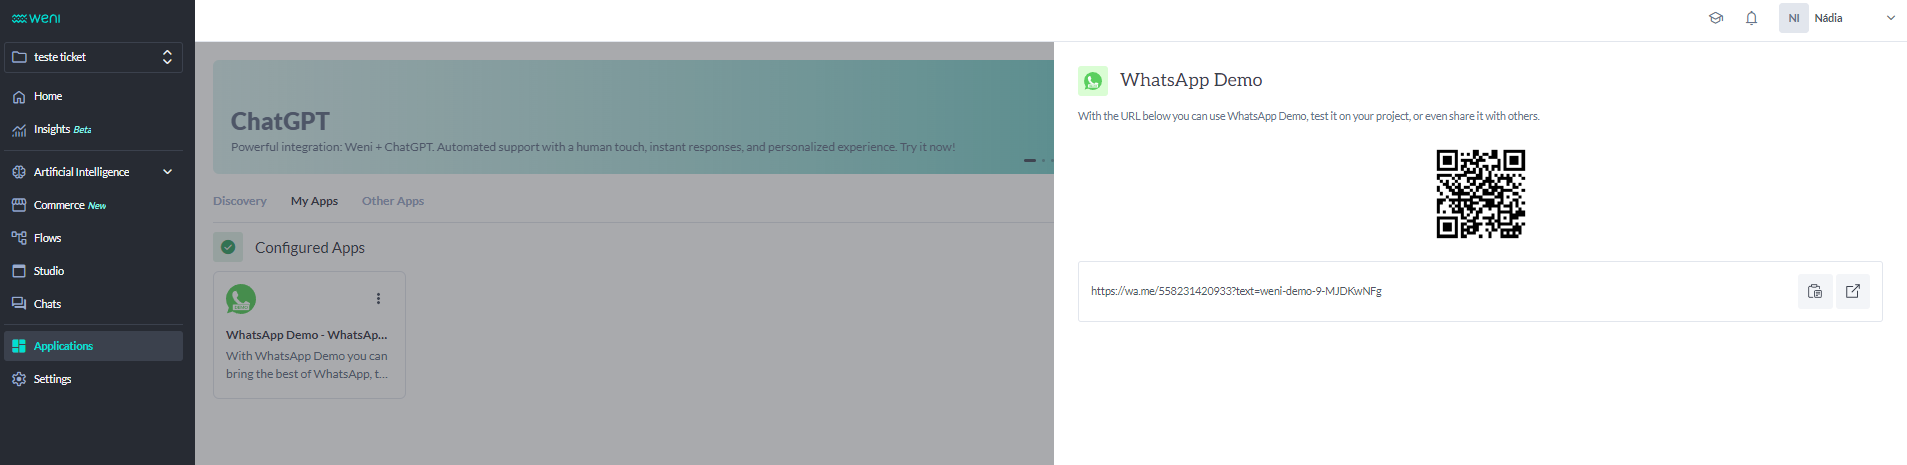 weni
NI
Nádia
teste ticket
Home
Insights Beta
Artificial Intelligence
Commerce New
Flows
Studio
Chats
Applications
Settings
ChatGPT
Powerful integration: Weni + ChatGPT. Automated support with a human touch, instant responses, and personalized experience. Try it now!
Discovery
My Apps
Other Apps
Configured Apps
WhatsApp Demo - WhatsAp...
With WhatsApp Demo you can
bring the best of WhatsApp, t...
WhatsApp Demo
With the URL below you can use WhatsApp Demo, test it on your project, or even share it with others.
https://wa.me/558231420933?text=weni-demo-9-MJDKwNFg